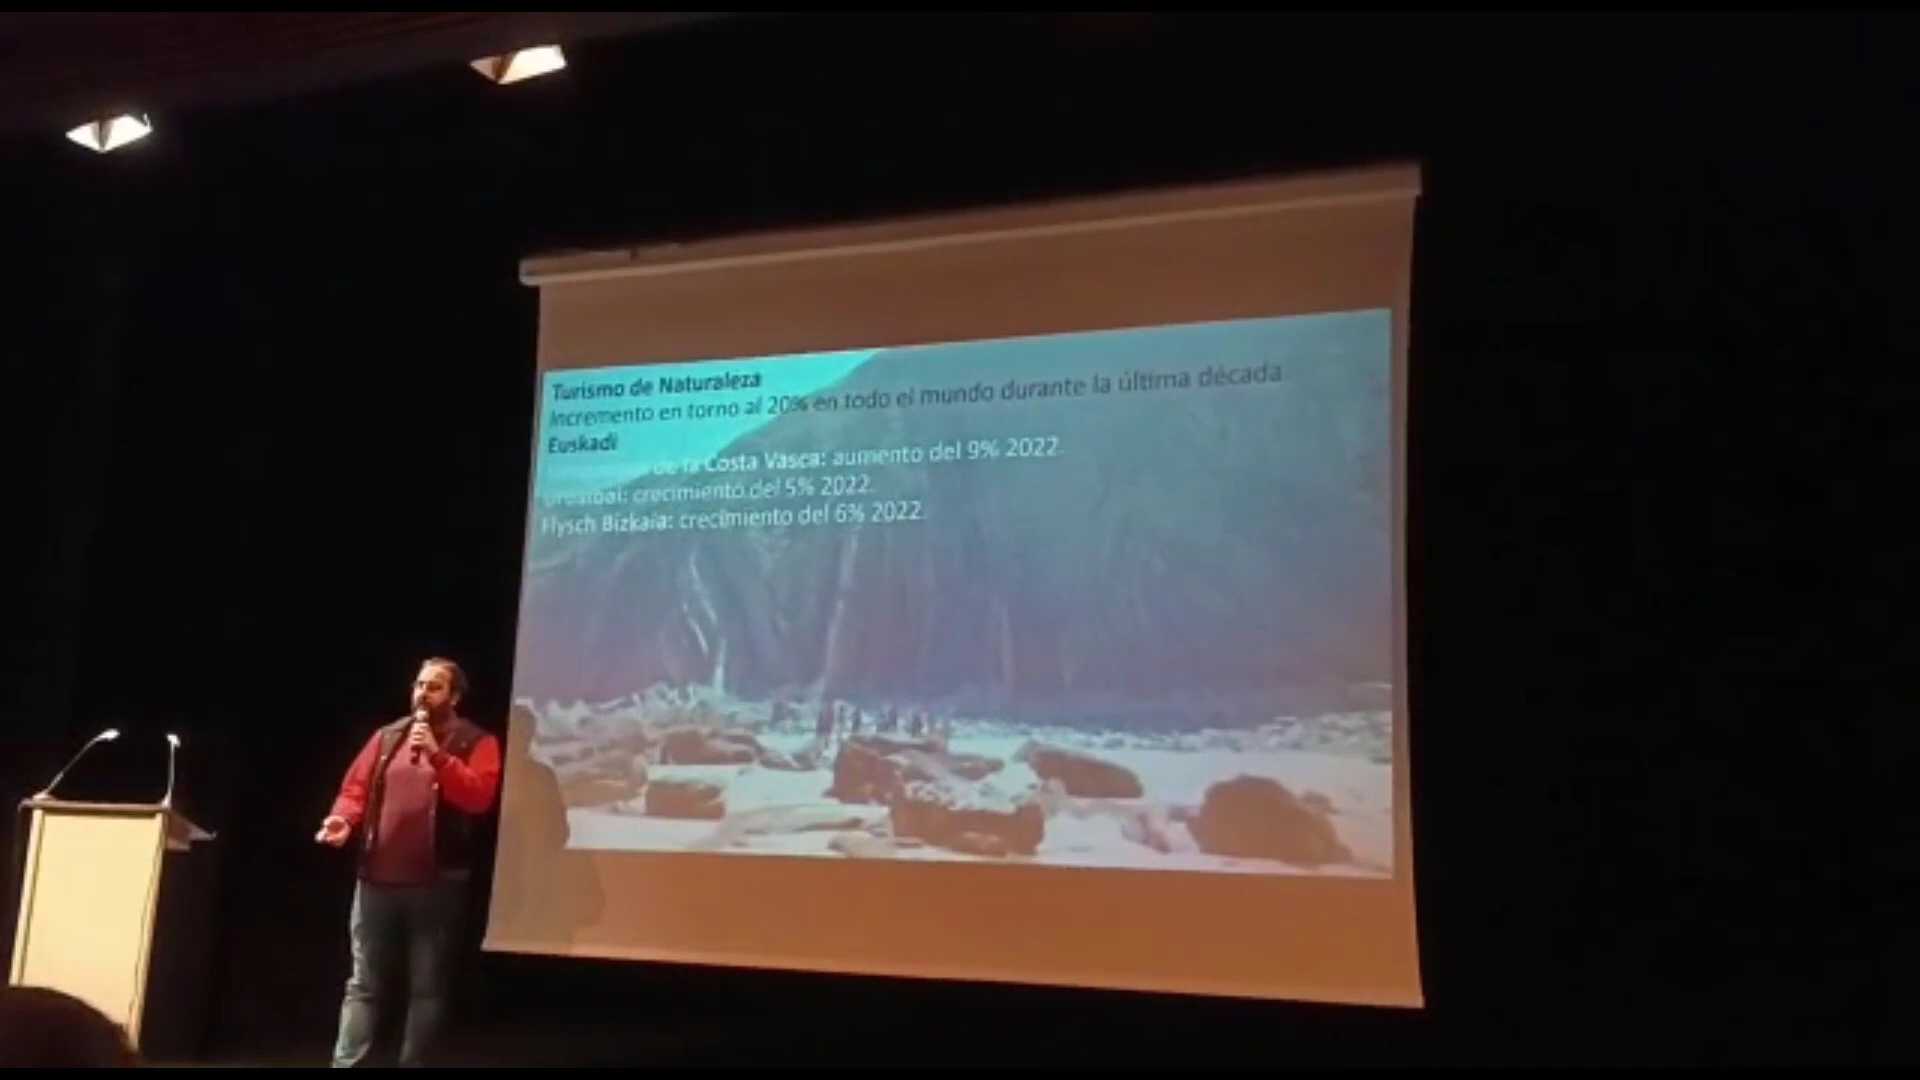 Turismo de Naturaleza
Incremento en torno al 20% en todo el mundo durante la última década
Euskadi
de la Costa Vasca: aumento del 9% 2022.
crecimiento del 5% 2022.
Flysch Bizkaia: crecimiento del 6% 2022.